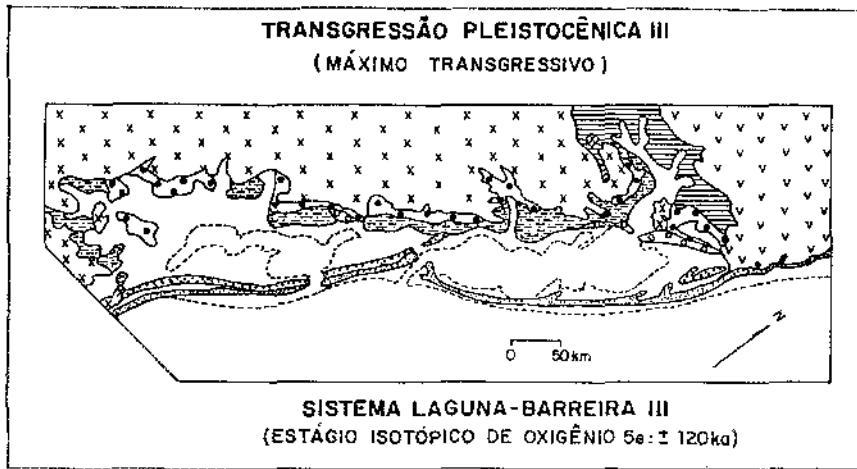 TRANSGRESSÃO PLEISTOCÊNICA III
(MÁXIMO TRANSGRESSIVO)
0 50km
N
SISTEMA LAGUNA-BARREIRA III
(ESTÁGIO ISOTÓPICO DE OXIGÊNIO 5e: ± 120ka)